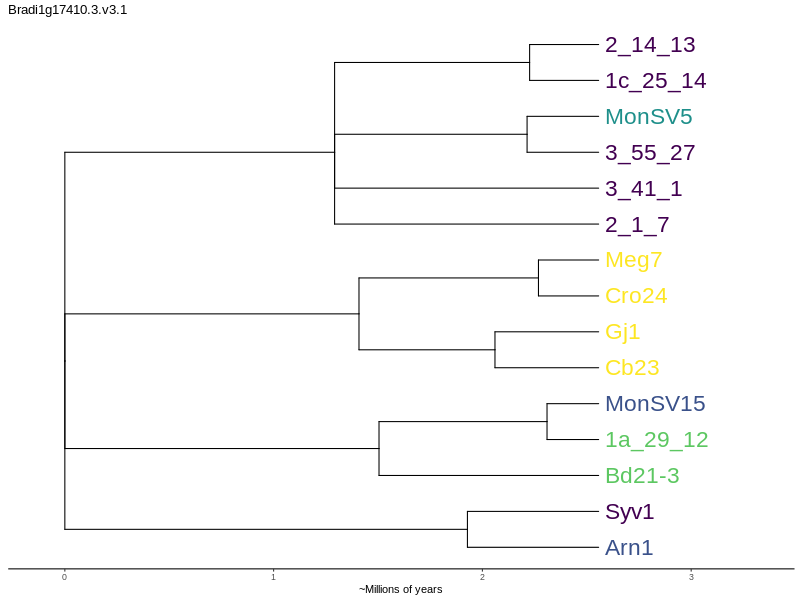 Bradi1g17410.3.v3.1
2_14_13
1c_25_14
MonSV5
3_55_27
3_41_1
2_1_7
Meg7
Cro24
Gj1
Cb23
MonSV15
1a_29_12
Bd21-3
Syv1
Arn1
0 1 2 3
~Millions of years